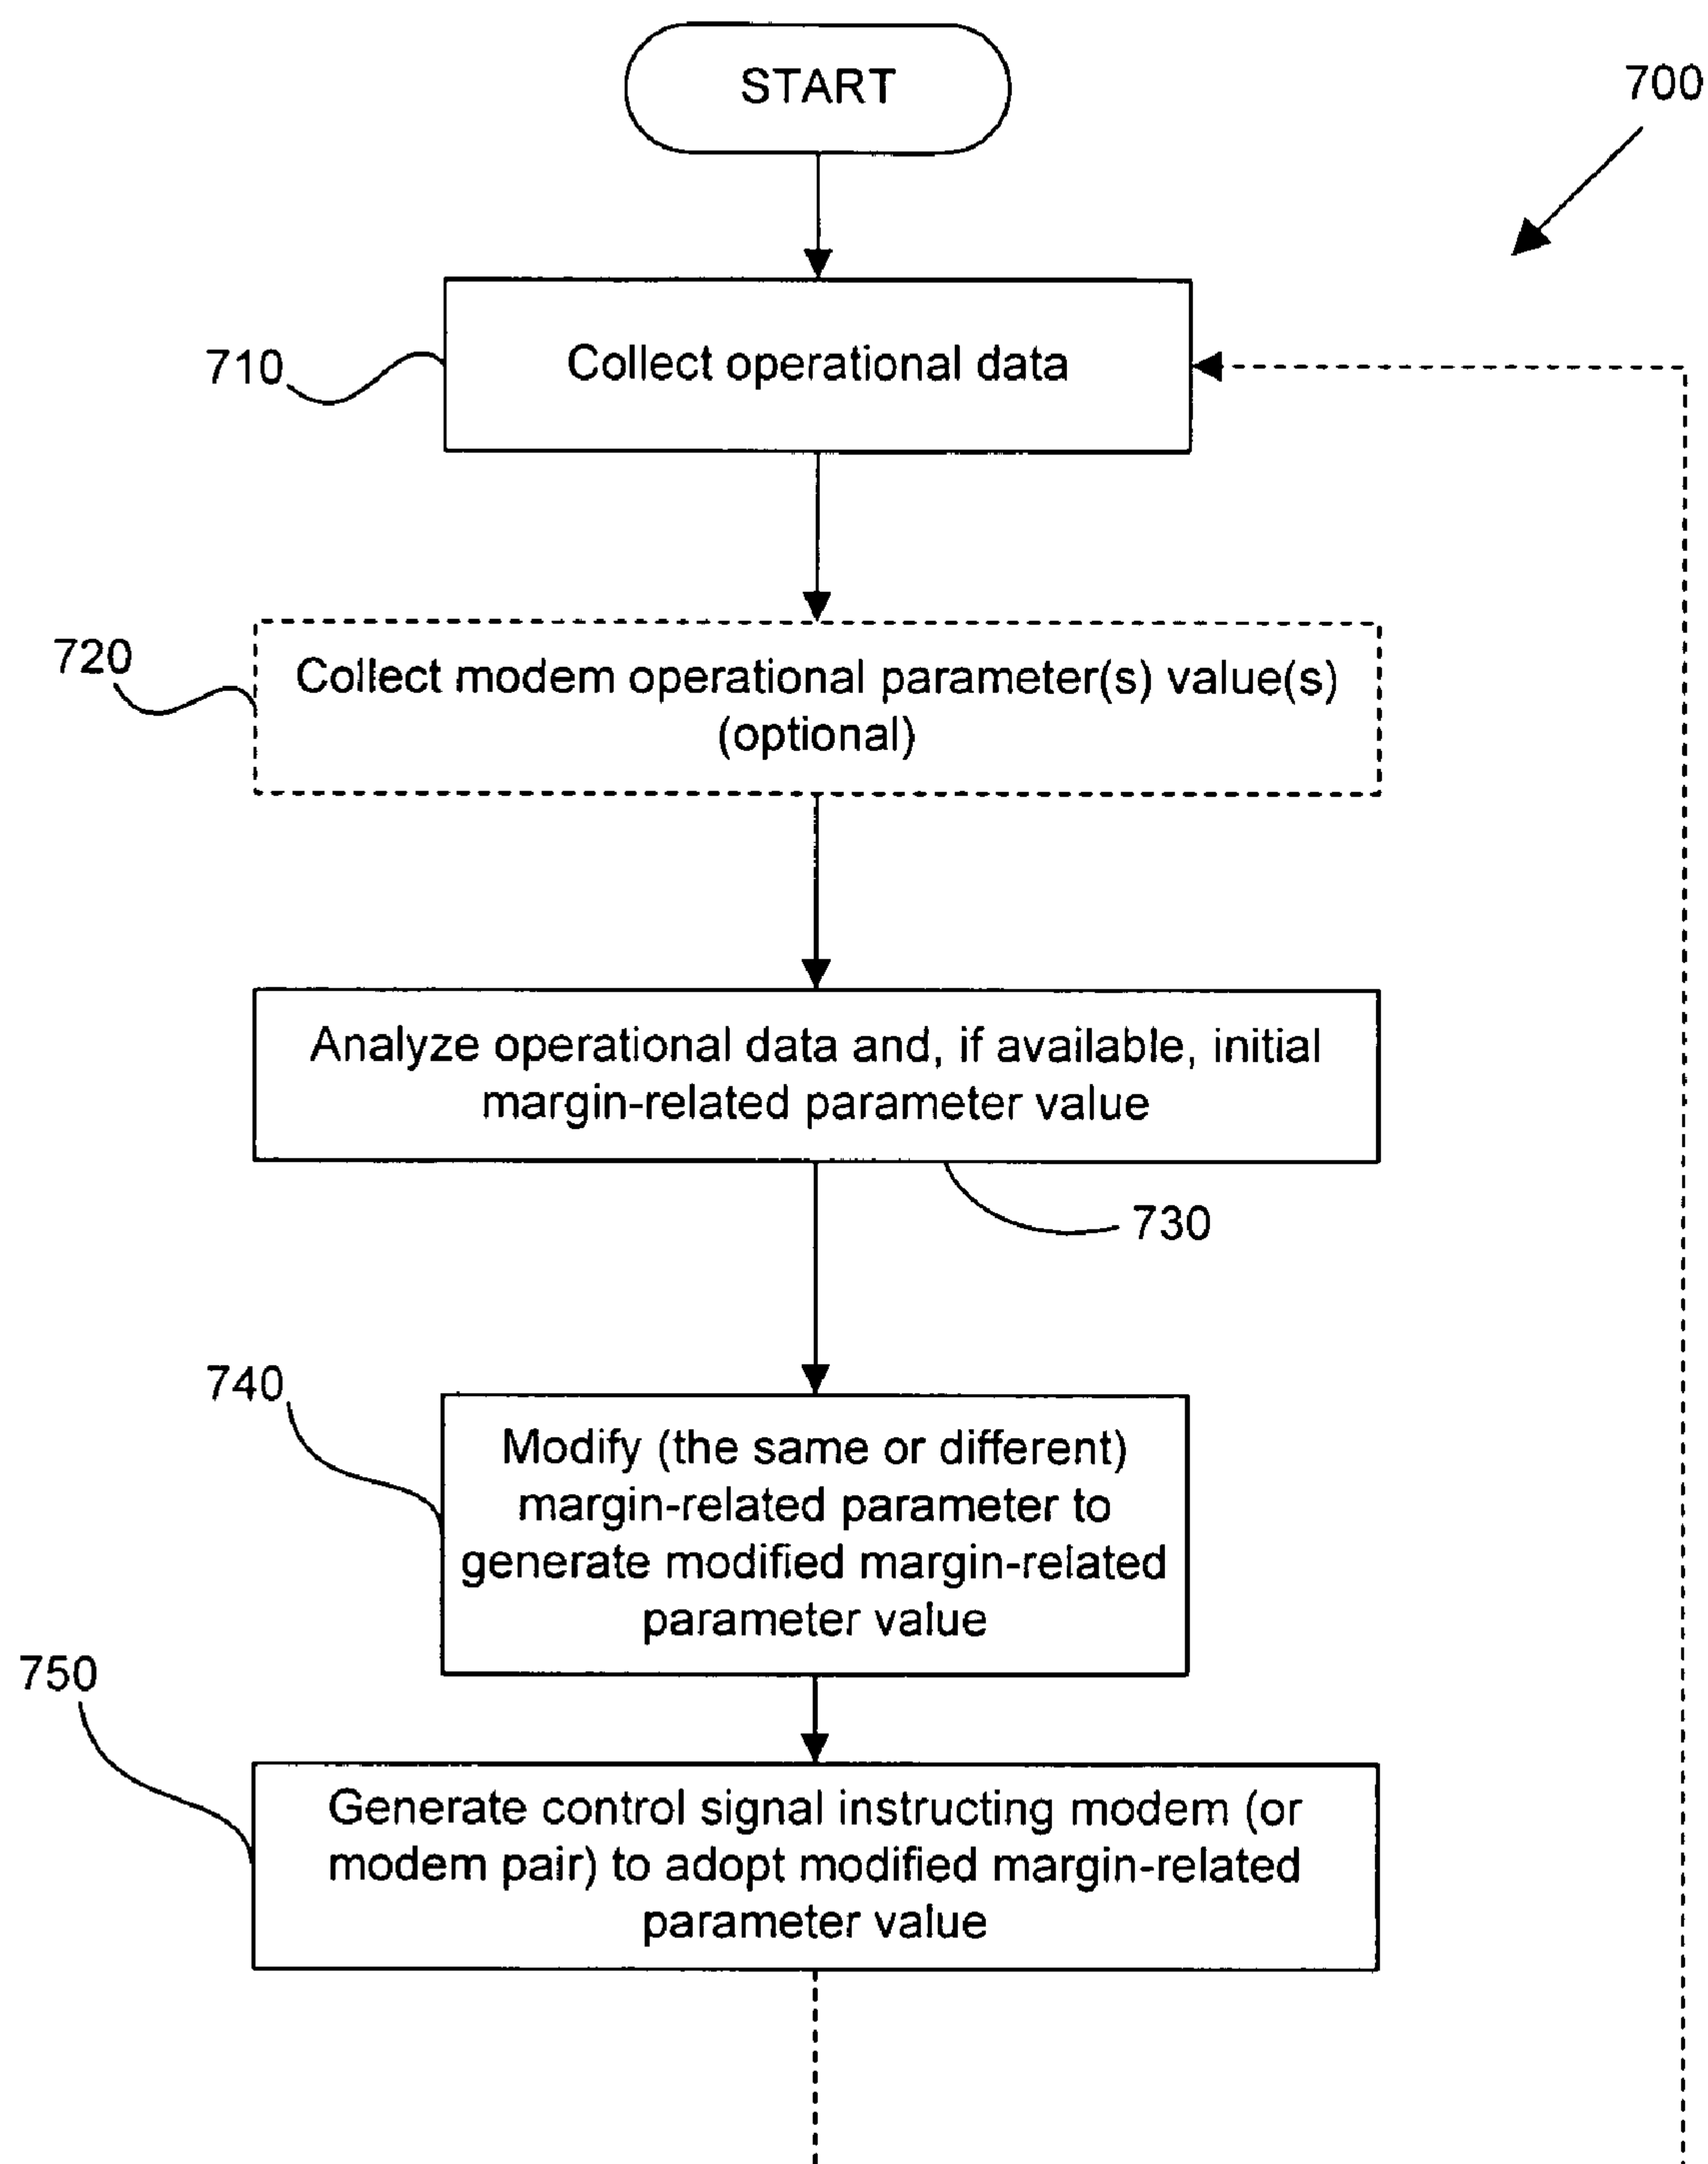 START
700
710
Collect operational data
720
Collect modem operational parameter(s) value(s)
(optional)
Analyze operational data and, if available, initial
margin-related parameter value
730
740
Modify (the same or different)
margin-related parameter to
generate modified margin-related
parameter value
750
Generate control signal instructing modem (or
modem pair) to adopt modified margin-related
parameter value